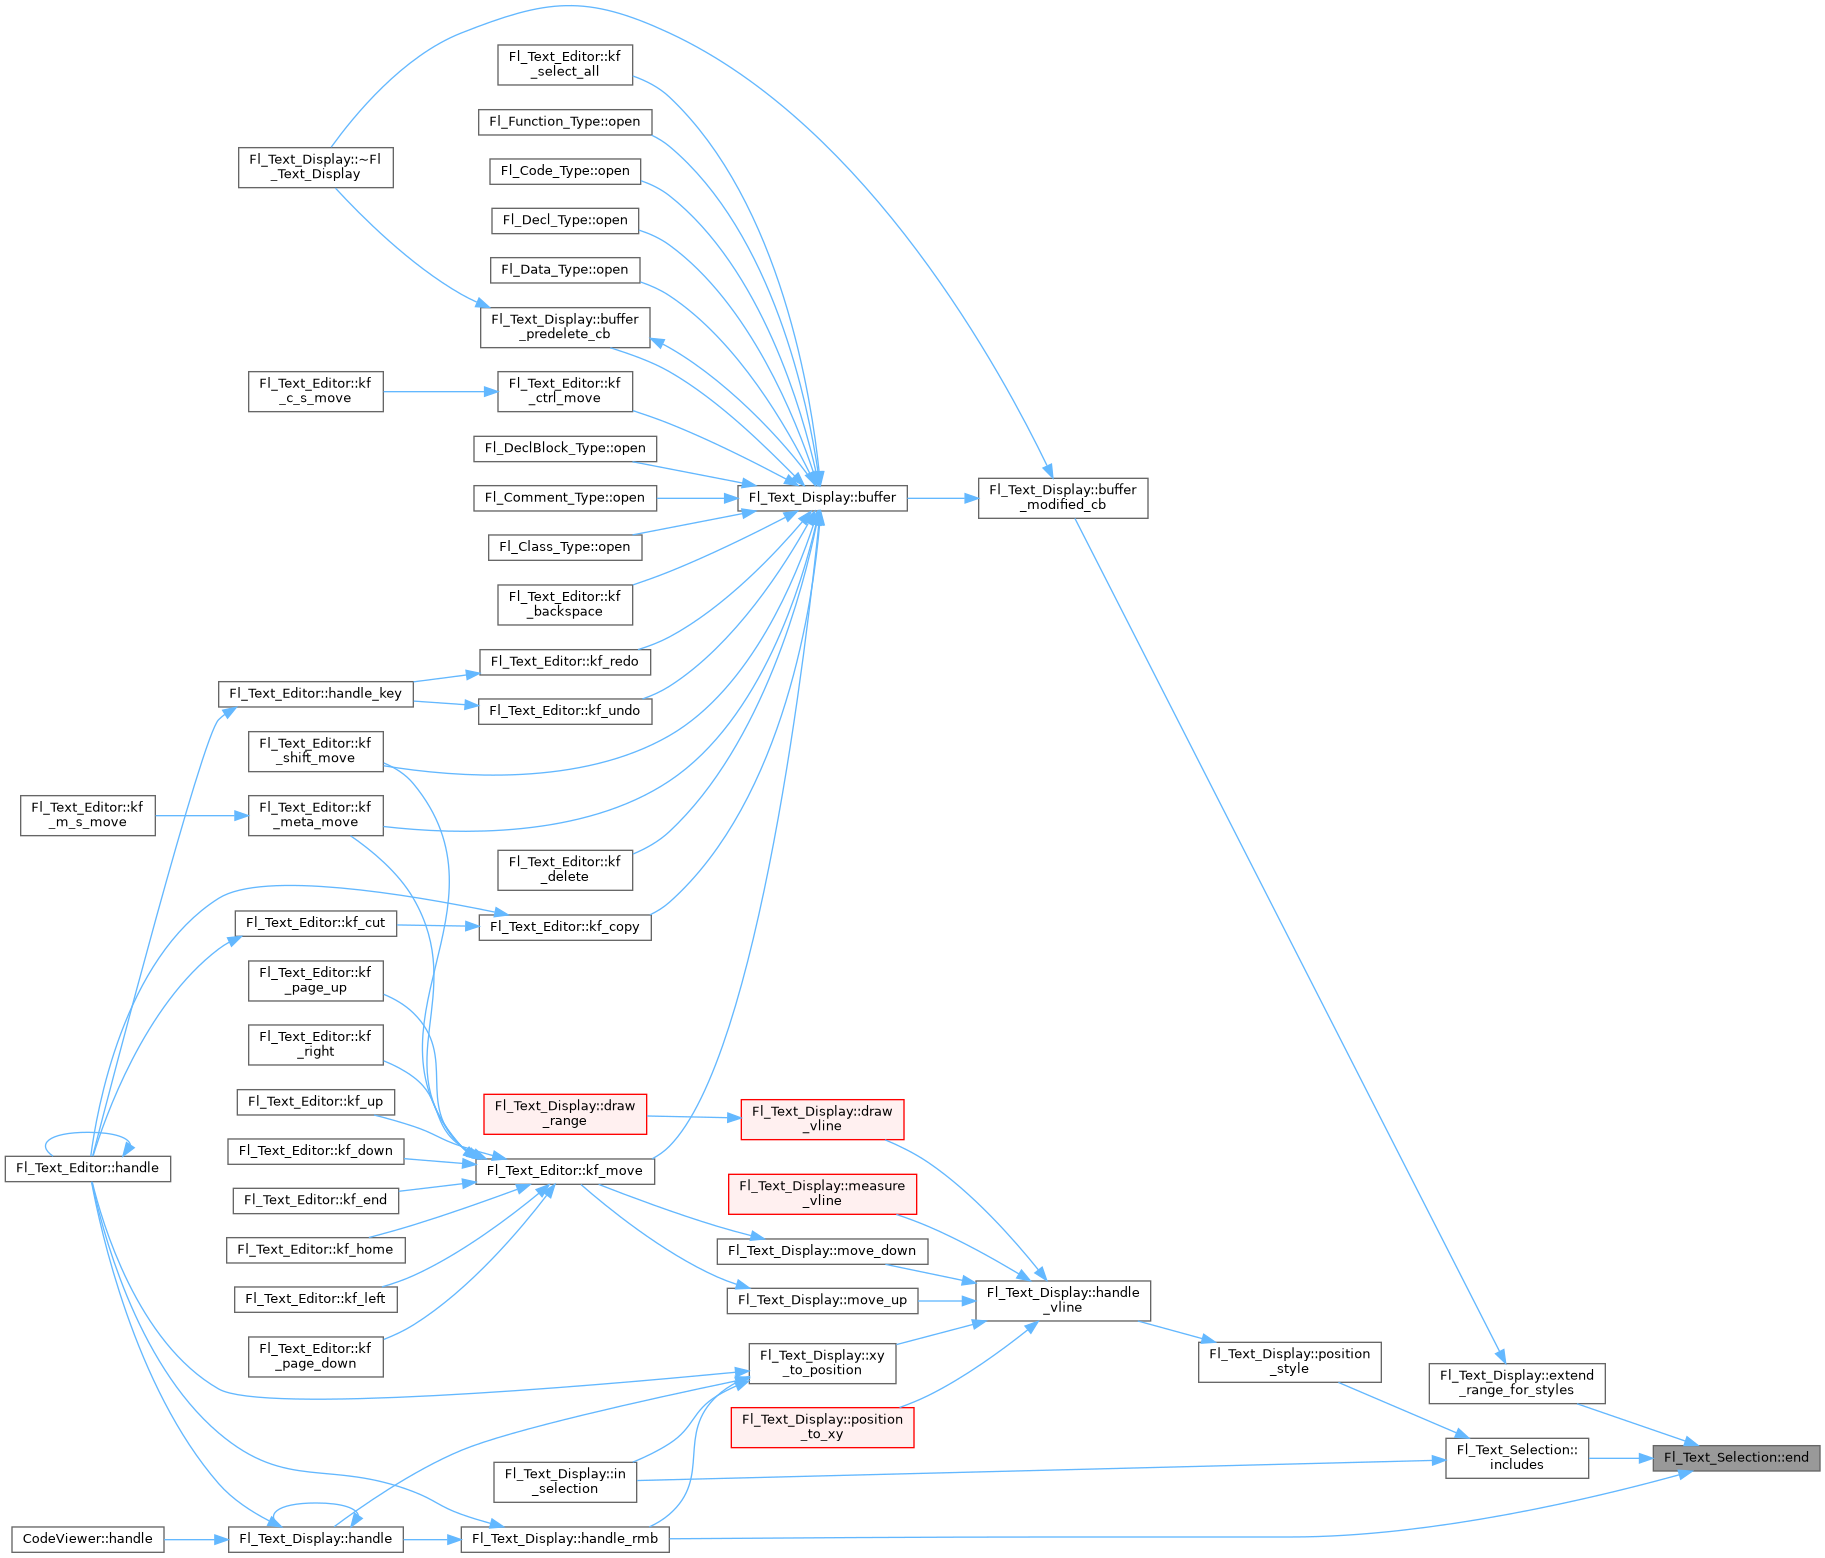 Fl_Text_Editor::kf
_select_all
Fl_Function_Type::open
Fl_Text_Display::~Fl
_Text_Display
Fl_Code_Type::open
Fl_Decl_Type::open
Fl_Data_Type::open
Fl_Text_Display::buffer
_predelete_cb
Fl_Text_Editor::kf
_c_s_move
Fl_Text_Editor::kf
_ctrl_move
Fl_DeclBlock_Type::open
Fl_Comment_Type::open
Fl_Text_Display::buffer
Fl_Text_Display::buffer
_modified_cb
Fl_Class_Type::open
Fl_Text_Editor::kf
_backspace
Fl_Text_Editor::kf_redo
Fl_Text_Editor::handle_key
Fl_Text_Editor::kf_undo
Fl_Text_Editor::kf
_shift_move
Fl_Text_Editor::kf
_m_s_move
Fl_Text_Editor::kf
_meta_move
Fl_Text_Editor::kf
_delete
Fl_Text_Editor::kf_cut
Fl_Text_Editor::kf_copy
Fl_Text_Editor::kf
_page_up
Fl_Text_Editor::kf
_right
Fl_Text_Editor::kf_up
Fl_Text_Display::draw
_range
Fl_Text_Display::draw
_vline
Fl_Text_Editor::kf_down
Fl_Text_Editor::handle
Fl_Text_Editor::kf_move
Fl_Text_Display::measure
_vline
Fl_Text_Editor::kf_end
Fl_Text_Editor::kf_home
Fl_Text_Display::move_down
Fl_Text_Editor::kf_left
Fl_Text_Display::move_up
Fl_Text_Display::handle
_vline
Fl_Text_Editor::kf
_page_down
Fl_Text_Display::xy
_to_position
Fl_Text_Display::position
_style
Fl_Text_Display::extend
_range_for_styles
Fl_Text_Display::position
_to_xy
Fl_Text_Selection::
includes
Fl_Text_Selection::end
Fl_Text_Display::in
_selection
CodeViewer::handle
Fl_Text_Display::handle
Fl_Text_Display::handle_rmb